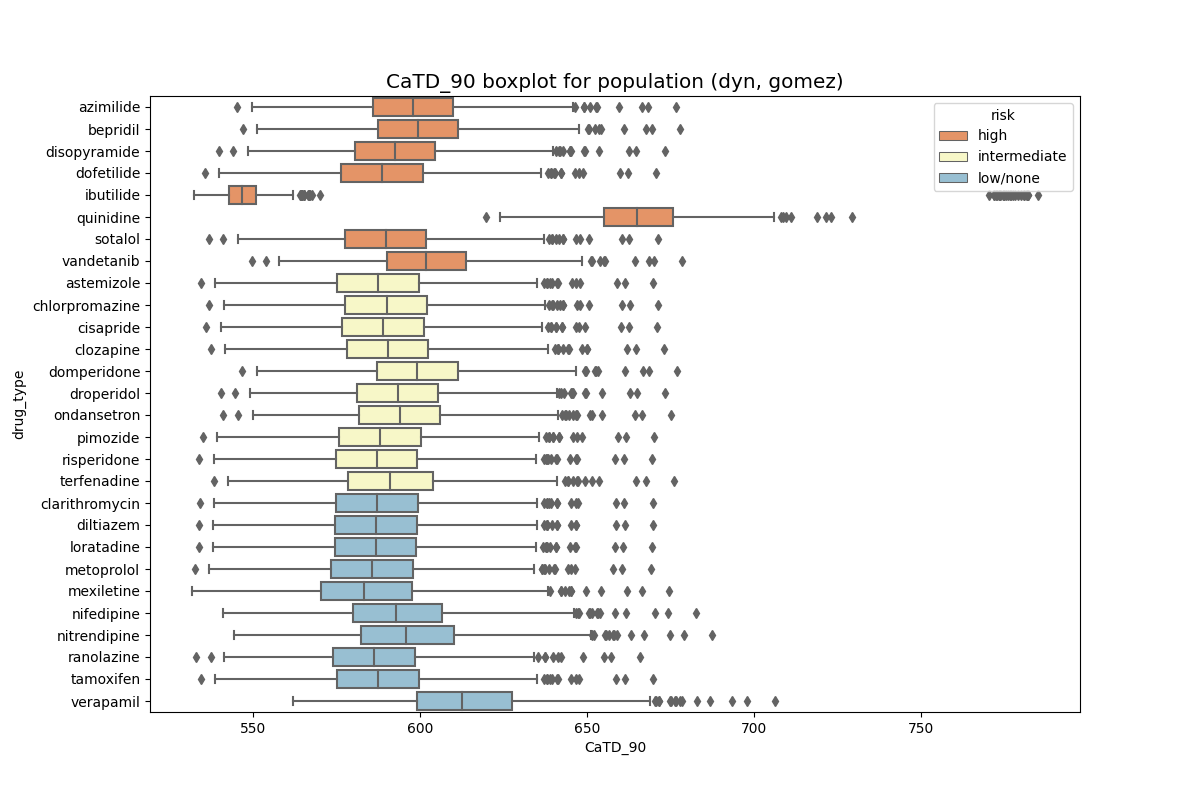 CaTD_90 boxplot for population (dyn, gomez)
azimilide
bepridil
disopyramide
dofetilide
ibutilide
quinidine
sotalol
vandetanib
astemizole
chlorpromazine
cisapride
clozapine
domperidone
droperidol
ondansetron
pimozide
risperidone
terfenadine
clarithromycin
diltiazem
loratadine
metoprolol
mexiletine
nifedipine
nitrendipine
ranolazine
tamoxifen
verapamil
drug_type
risk
high
intermediate
low/none
550 600 650 700 750
CaTD_90